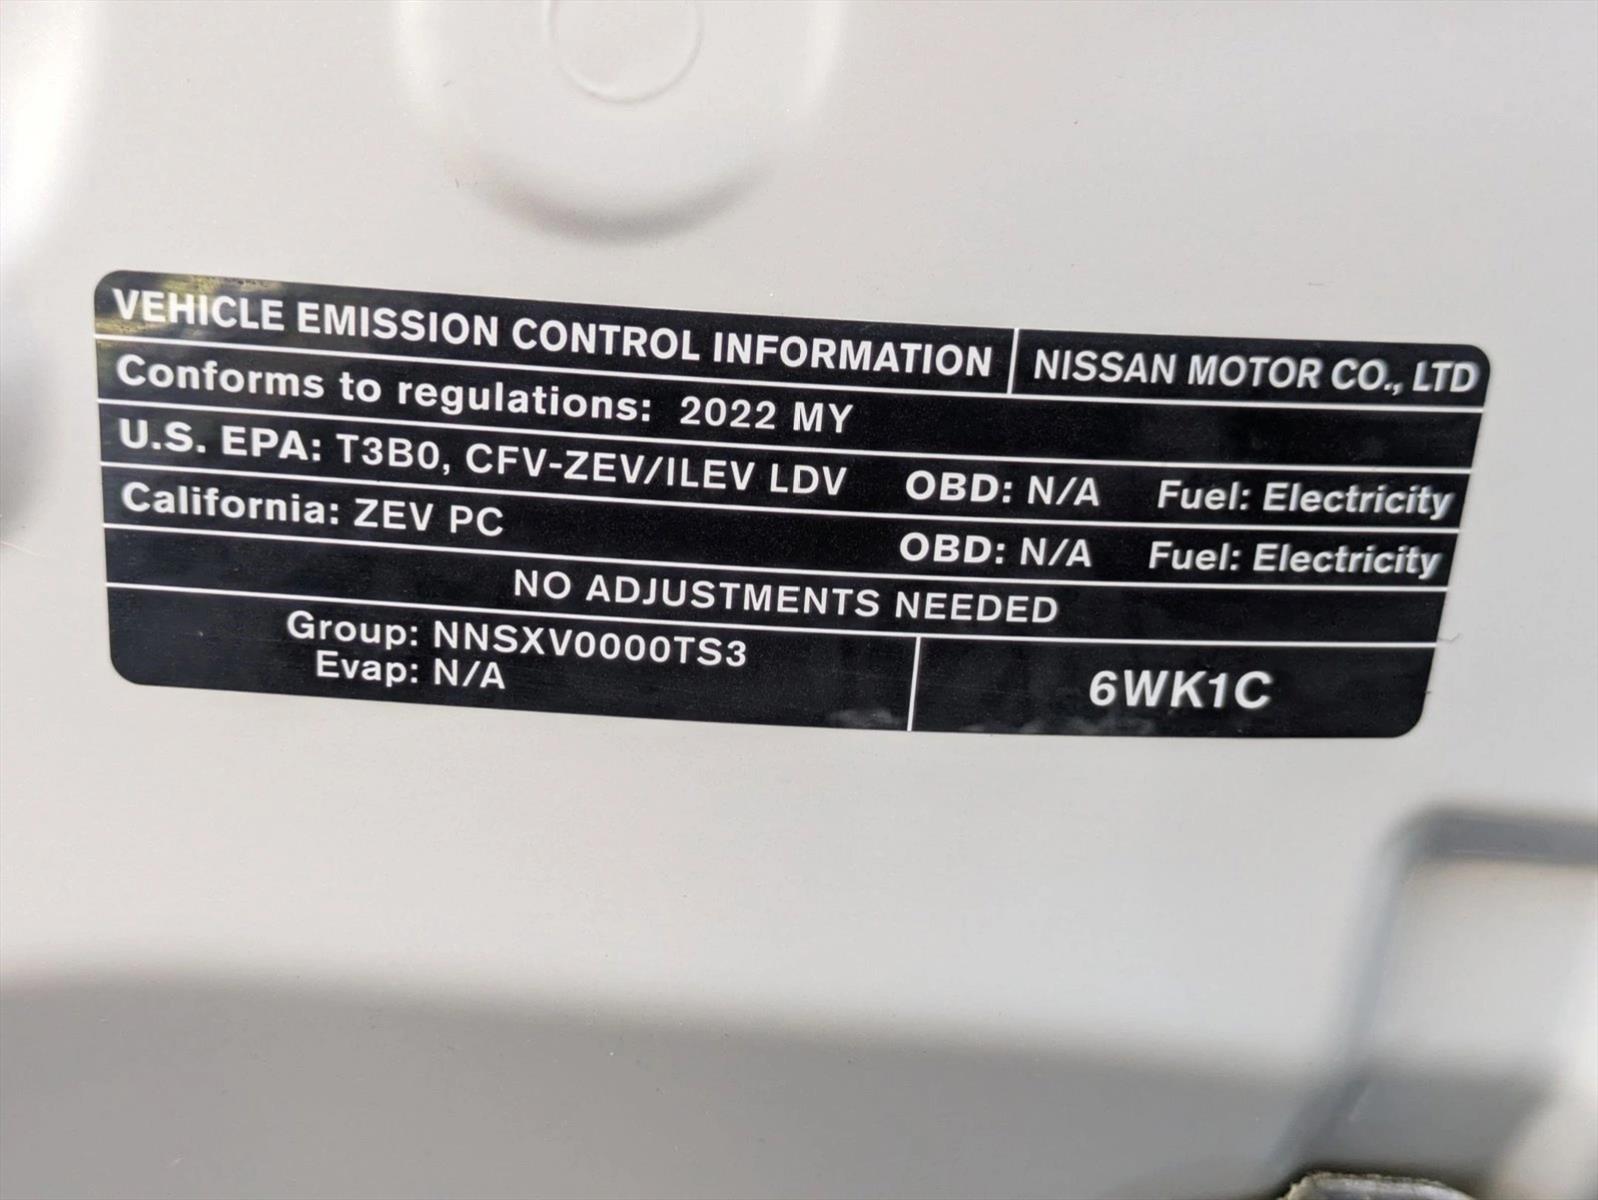 VEHICLE EMISSION CONTROL INFORMATION NISSAN MOTOR CO., LTD
Conforms to regulations: 2022 MY
U.S. EPA: T3B0, CFV-ZEV/ILEV LDV OBD: N/A Fuel: Electricity
California: ZEV PC OBD: N/A Fuel: Electricity
NO ADJUSTMENTS NEEDED
Group: NNSXV0000TS3
Evap: N/A
6WK1C